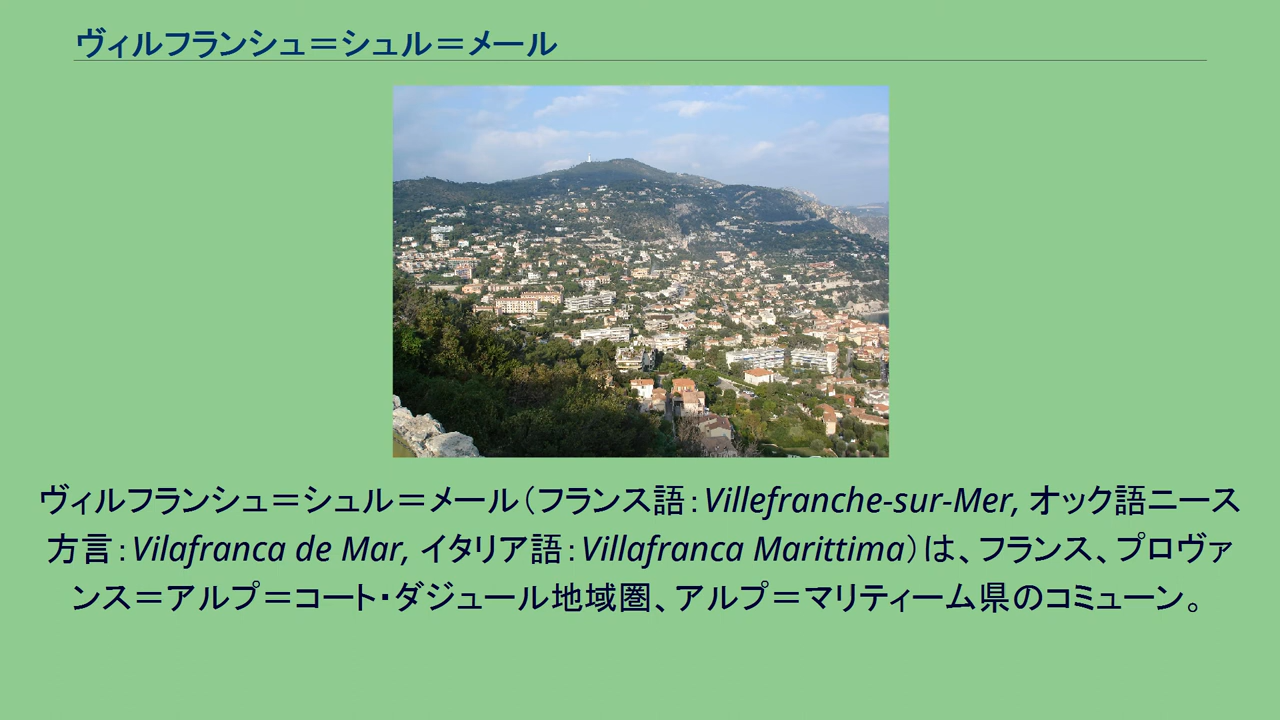 ヴィルフランシュ＝シュル＝メール
ヴィルフランシュ＝シュル＝メール（フランス語：Villefranche-sur-Mer, オック語ニース
方言：Vilafranca de Mar, イタリア語：Villafranca Marittima）は、フランス、プロヴァ
ンス＝アルプ＝コート・ダジュール地域圏、アルプ＝マリティーム県のコミューン。